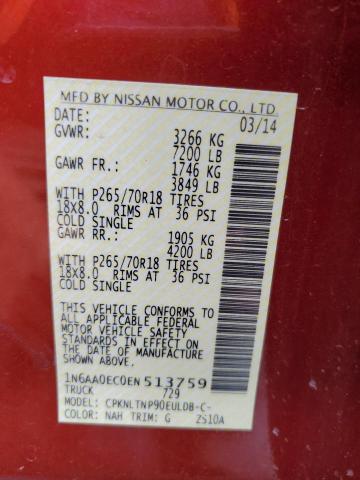 MFD BY NISSAN MOTOR CO., LTD.
DATE: 03/14
GVWR: 3266 KG
7200 LB
GAWR FR.: 1746 KG
3849 LB
WITH P265/70R18 TIRES
18X8.0 RIMS AT 36 PSI
COLD SINGLE
GAWR RR.: 1905 KG
4200 LB
WITH P265/70R18 TIRES
18X8.0 RIMS AT 36 PSI
COLD SINGLE
THIS VEHICLE CONFORMS TO
ALL APPLICABLE FEDERAL
MOTOR VEHICLE SAFETY
STANDARDS IN EFFECT ON
THE DATE OF MANUFACTURE
SHOWN ABOVE.
1N6AA0EC0EN513759
TRUCK 729
MODEL: CPKNLTNP90EULDB-C-
COLOR: NAH TRIM: G ZS10A